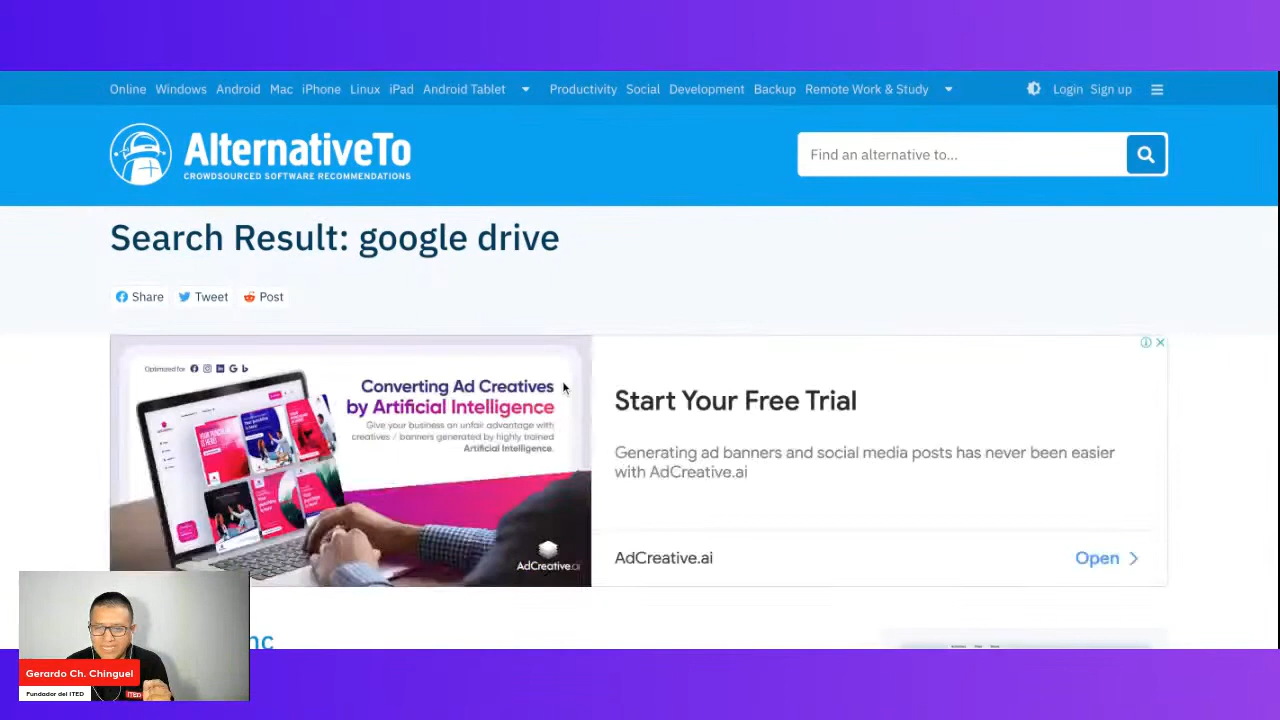 Online Windows Android Mac iPhone Linux iPad Android Tablet Productivity Social Development Backup Remote Work & Study Login Sign up
AlternativeTo
CROWDSOURCED SOFTWARE RECOMMENDATIONS
Find an alternative to...
Search Result: google drive
Share Tweet Post
Optimized for
Converting Ad Creatives
by Artificial Intelligence
Give your business an unfair advantage with
creatives / banners generated by highly trained
Artificial Intelligence.
AdCreative.ai
Start Your Free Trial
Generating ad banners and social media posts has never been easier
with AdCreative.ai
AdCreative.ai
Open
nc
Gerardo Ch. Chinguel
Fundador del ITED
ITED